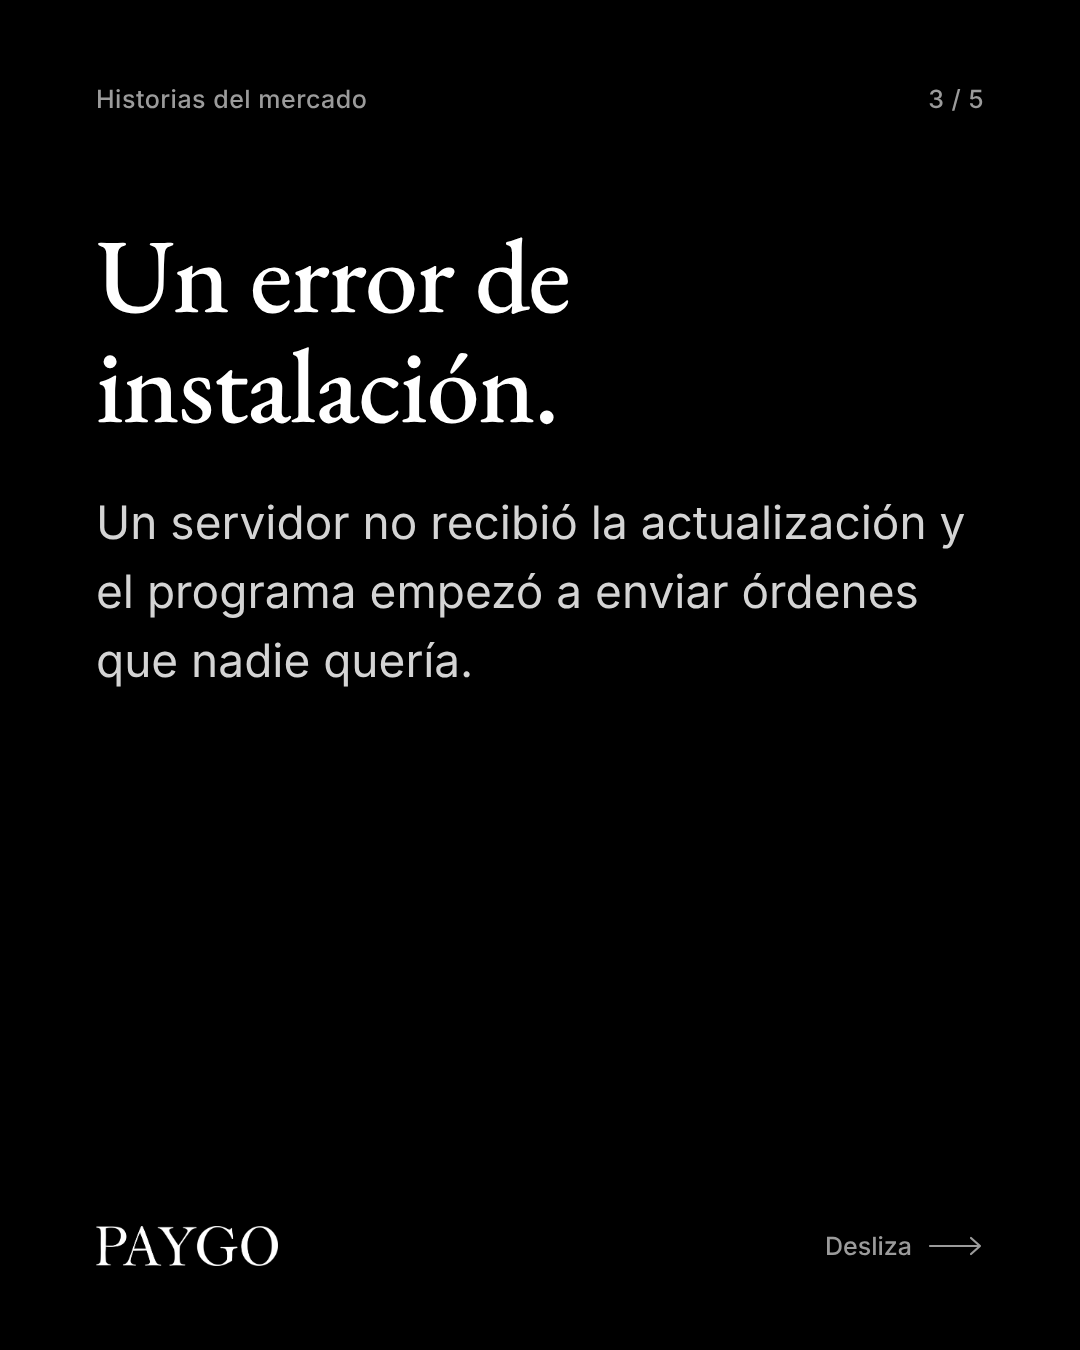 Historias del mercado
3 / 5
Un error de
instalación.
Un servidor no recibió la actualización y
el programa empezó a enviar órdenes
que nadie quería.
PAYGO
Desliza